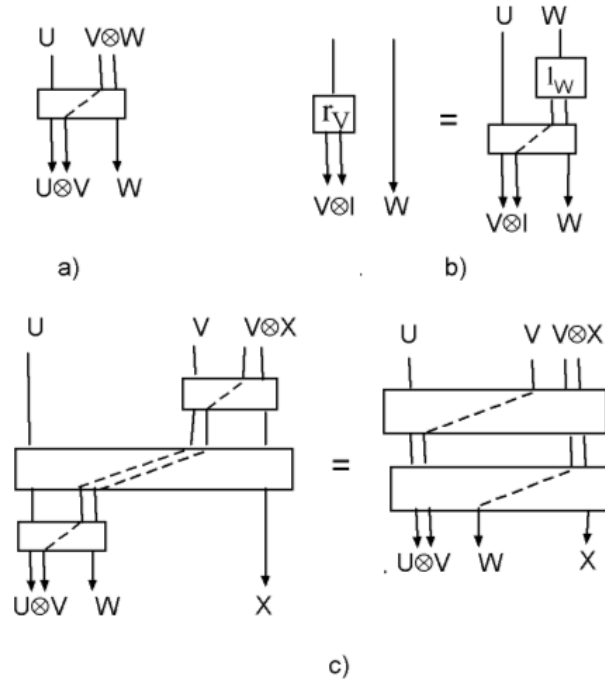 U V⊗W
U⊗V W
a)
U W
r_V = l_W
V⊗I W V⊗I W
b)
U V V⊗X U V V⊗X
=
U⊗V W X U⊗V W X
c)